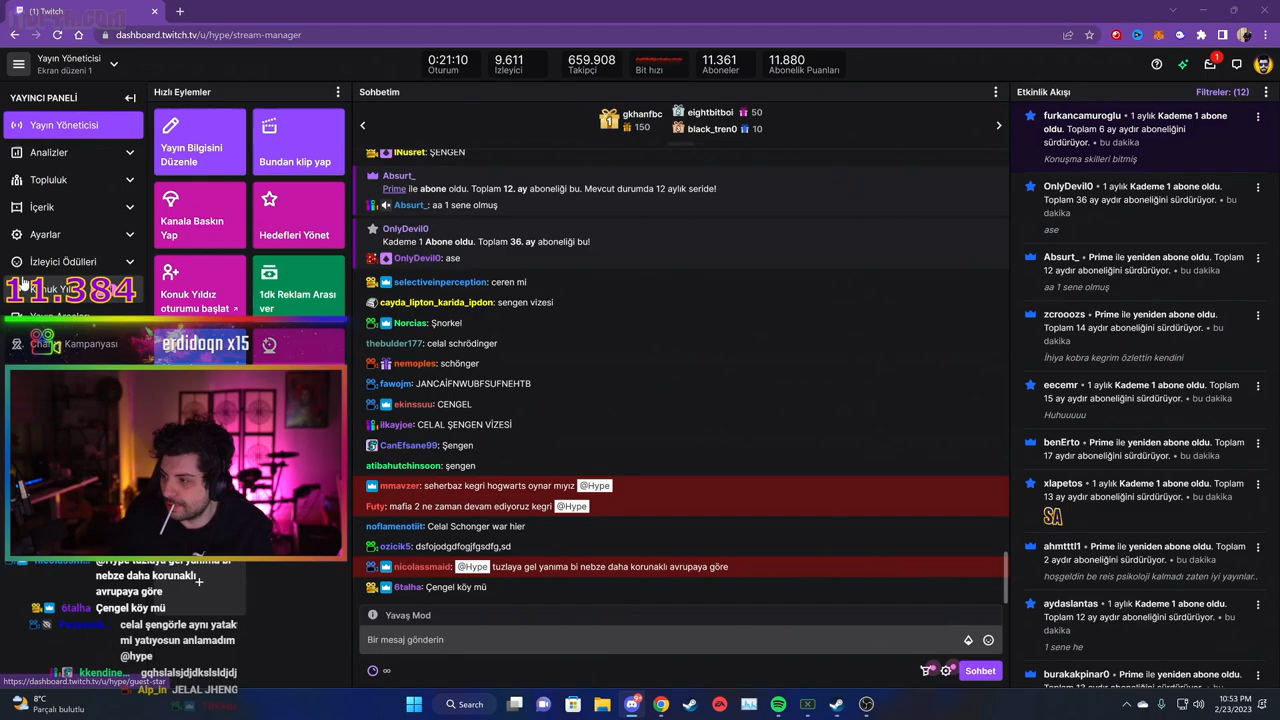 (1) Twitch
dashboard.twitch.tv/u/hype/stream-manager
Yayın Yöneticisi
Ekran düzeni 1
0:21:10
Oturum
9.611
İzleyici
659.908
Takipçi
Bit hızı
11.361
Aboneler
11.880
Abonelik Puanları
1
YAYINCI PANELİ
Yayın Yöneticisi
Analizler
Topluluk
İçerik
Ayarlar
İzleyici Ödülleri
11.384
erdidoqn x15
Hızlı Eylemler
Yayın Bilgisini
Düzenle
Bundan klip yap
Kanala Baskın
Yap
Hedefleri Yönet
Konuk Yıldız
oturumu başlat
1dk Reklam Arası
ver
Sohbetim
1
gkhanfbc
150
eightbitboi 50
black_tren0 10
INusret: ŞENGEN
Absurt_
Prime ile abone oldu. Toplam 12. ay aboneliği bu. Mevcut durumda 12 aylık seride!
Absurt_: aa 1 sene olmuş
OnlyDevil0
Kademe 1 Abone oldu. Toplam 36. ay aboneliği bu!
OnlyDevil0: ase
selectiveinperception: ceren mi
cayda_lipton_karida_ipdon: sengen vizesi
Norcias: Şnorkel
thebulder177: celal schrödinger
nemoples: schönger
fawojm: JANCAİFNWUBFSUFNEHTB
ekinssuu: CENGEL
ilkayjoe: CELAL ŞENGEN VİZESİ
CanEfsane99: Şengen
atibahutchinsoon: şengen
mmavzer: seherbaz kegri hogwarts oynar mıyız @Hype
Futy: mafia 2 ne zaman devam ediyoruz kegri @Hype
noflamenotiit: Celal Schonger war hier
ozicik5: dsfojodgdfogjfgsdfg,sd
nicolassmaid: @Hype tuzlaya gel yanıma bi nebze daha korunaklı avrupaya göre
6talha: Çengel köy mü
Yavaş Mod
Bir mesaj gönderin
∞
Sohbet
Etkinlik Akışı
Filtreler: (12)
furkancamuroglu • 1 aylık Kademe 1 abone
oldu. Toplam 6 ay aydır aboneliğini
sürdürüyor. • bu dakika
Konuşma skilleri bitmiş
OnlyDevil0 • 1 aylık Kademe 1 abone oldu.
Toplam 36 ay aydır aboneliğini sürdürüyor. • bu
dakika
ase
Absurt_ • Prime ile yeniden abone oldu. Toplam
12 aydır aboneliğini sürdürüyor. • bu dakika
aa 1 sene olmuş
zcrooozs • Prime ile yeniden abone oldu.
Toplam 14 aydır aboneliğini sürdürüyor. • bu dakika
İhiya kobra kegrim özlettin kendini
eecemr • 1 aylık Kademe 1 abone oldu. Toplam
15 ay aydır aboneliğini sürdürüyor. • bu dakika
Huhuuuuu
benErto • Prime ile yeniden abone oldu. Toplam
17 aydır aboneliğini sürdürüyor. • bu dakika
xlapetos • 1 aylık Kademe 1 abone oldu. Toplam
13 ay aydır aboneliğini sürdürüyor. • bu dakika
SA
ahmtttl1 • Prime ile yeniden abone oldu. Toplam
2 aydır aboneliğini sürdürüyor. • bu dakika
hoşgeldin be reis psikoloji kalmadı zaten iyi yayınlar..
aydaslantas • 1 aylık Kademe 1 abone oldu.
Toplam 12 ay aydır aboneliğini sürdürüyor. • bu
dakika
1 sene he
burakakpinar0 • Prime ile yeniden abone oldu.
@Hype tuzlaya gel yanıma bi
nebze daha korunaklı
avrupaya göre
6talha Çengel köy mü
celal şengörle aynı yatak
mi yatıyosun anlamadım
@hype
kkendine.. gqhslalsjdjdkslsldjdj
Alp_in JELAL JHENG
https://dashboard.twitch.tv/u/hype/guest-star
8°C
Parçalı bulutlu
Search
10:53 PM
2/23/2023